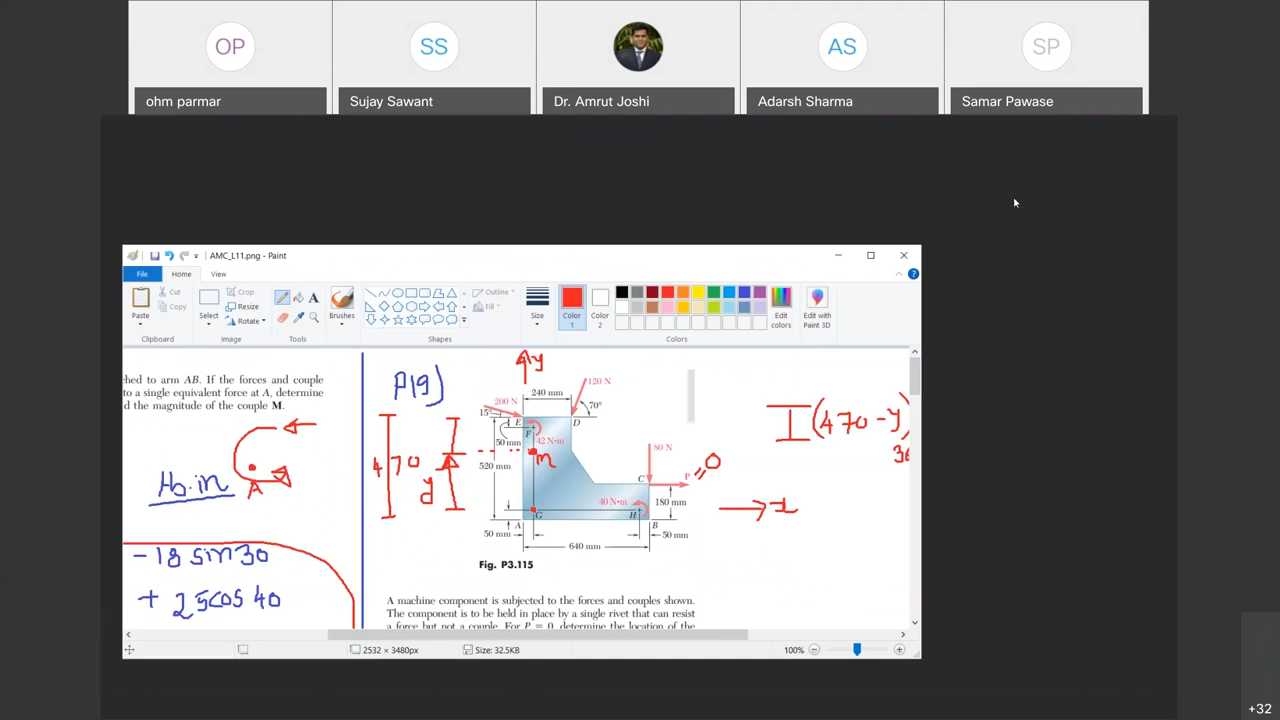 OP
SS
AS
SP
ohm parmar
Sujay Sawant
Dr. Amrut Joshi
Adarsh Sharma
Samar Pawase
AMC_L11.png - Paint
File
Home
View
Paste
Cut
Copy
Clipboard
Select
Crop
Resize
Rotate
Image
Tools
Brushes
Outline
Fill
Shapes
Size
Color 1
Color 2
Edit colors
Edit with Paint 3D
Colors
ched to arm AB. If the forces and couple
to a single equivalent force at A, determine
d the magnitude of the couple M.
A
-18 sin30
+ 25cos 40
P19)
y
240 mm
120 N
200 N
70°
15°
E
D
F
42 N·m
50 mm
M
80 N
470
y
520 mm
C
P
=0
40 N·m
180 mm
G
H
A
B
x
50 mm
50 mm
640 mm
Fig. P3.115
(470-y)
A machine component is subjected to the forces and couples shown.
The component is to be held in place by a single rivet that can resist
a force but not a couple. For P = 0, determine the location of the
2532 × 3480px
Size: 32.5KB
100%
+32